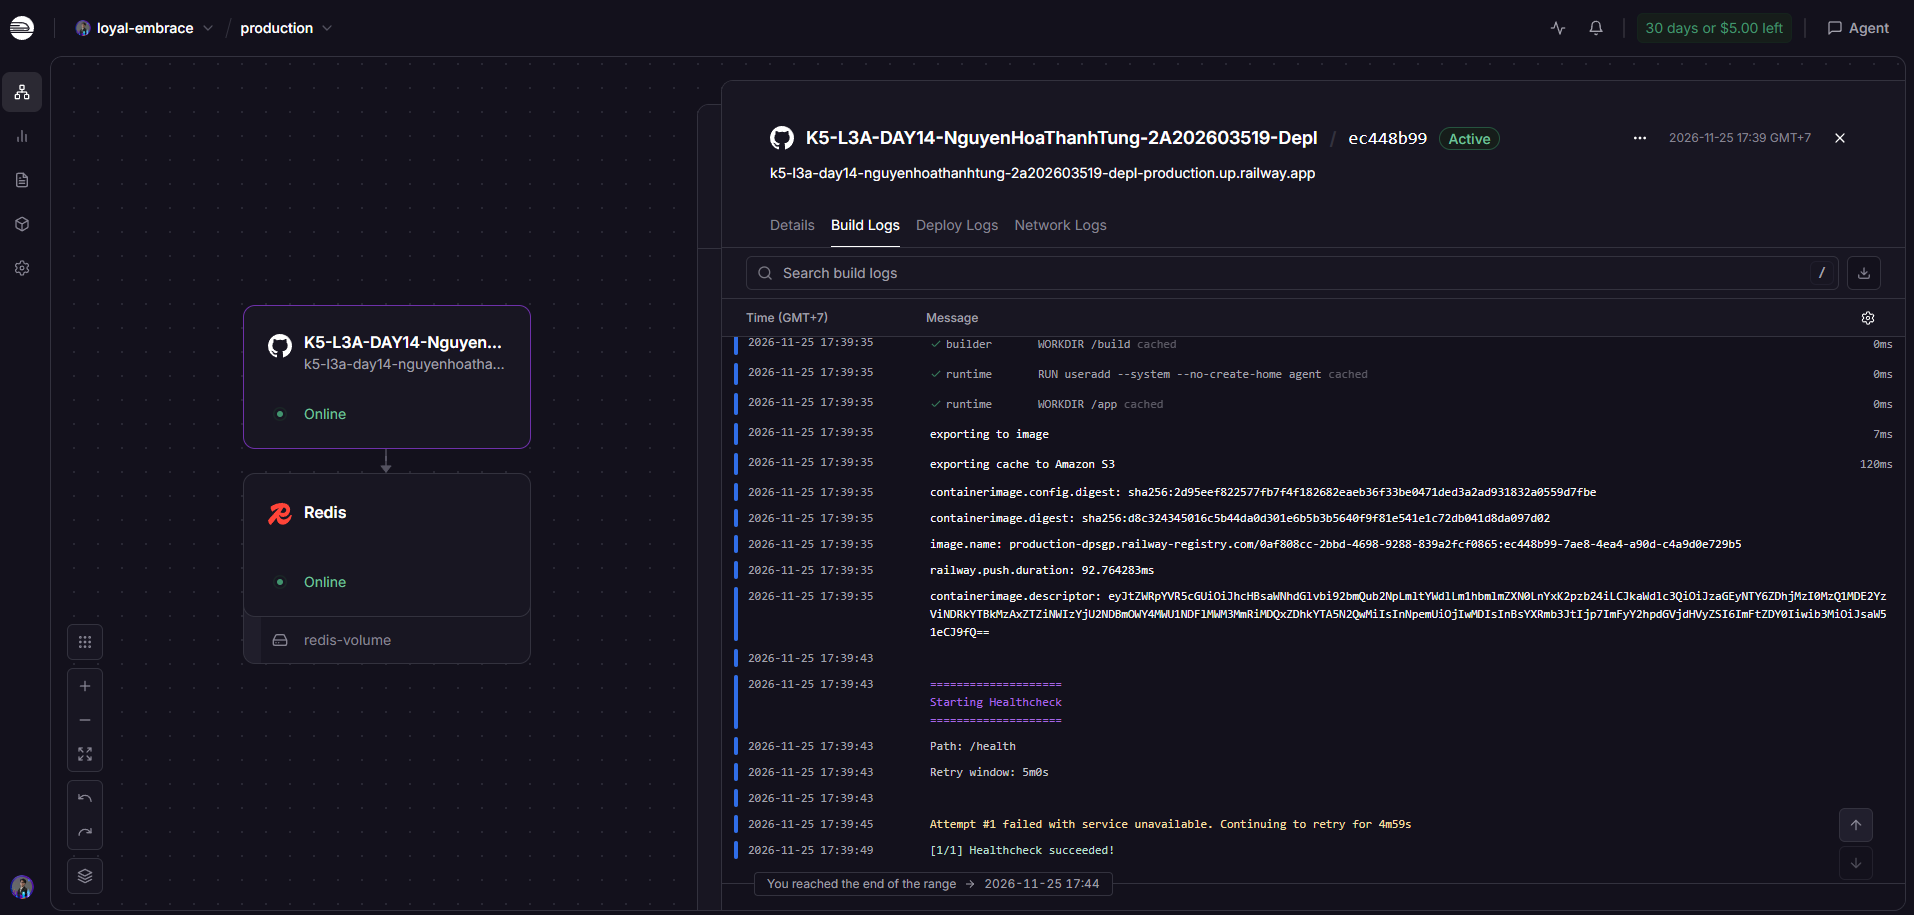 loyal-embrace / production
30 days or $5.00 left
Agent
K5-L3A-DAY14-Nguyen...
k5-l3a-day14-nguyenhoatha...
Online
Redis
Online
redis-volume
K5-L3A-DAY14-NguyenHoaThanhTung-2A202603519-Depl / ec448b99 Active
2026-11-25 17:39 GMT+7
k5-l3a-day14-nguyenhoathanhtung-2a202603519-depl-production.up.railway.app
Details Build Logs Deploy Logs Network Logs
Search build logs /
Time (GMT+7) Message
2026-11-25 17:39:35 ✓ builder WORKDIR /build cached 0ms
2026-11-25 17:39:35 ✓ runtime RUN useradd --system --no-create-home agent cached 0ms
2026-11-25 17:39:35 ✓ runtime WORKDIR /app cached 0ms
2026-11-25 17:39:35 exporting to image 7ms
2026-11-25 17:39:35 exporting cache to Amazon S3 120ms
2026-11-25 17:39:35 containerimage.config.digest: sha256:2d95eef822577fb7f4f182682eaeb36f33be0471ded3a2ad931832a0559d7fbe
2026-11-25 17:39:35 containerimage.digest: sha256:d8c324345016c5b44da0d301e6b5b3b5640f9f81e541e1c72db041d8da097d02
2026-11-25 17:39:35 image.name: production-dpsgp.railway-registry.com/0af808cc-2bbd-4698-9288-839a2fcf0865:ec448b99-7ae8-4ea4-a90d-c4a9d0e729b5
2026-11-25 17:39:35 railway.push.duration: 92.764283ms
2026-11-25 17:39:35 containerimage.descriptor:
2026-11-25 17:39:43
2026-11-25 17:39:43 ====================
Starting Healthcheck
====================
2026-11-25 17:39:43 Path: /health
2026-11-25 17:39:43 Retry window: 5m0s
2026-11-25 17:39:43
2026-11-25 17:39:45 Attempt #1 failed with service unavailable. Continuing to retry for 4m59s
2026-11-25 17:39:49 [1/1] Healthcheck succeeded!
You reached the end of the range → 2026-11-25 17:44